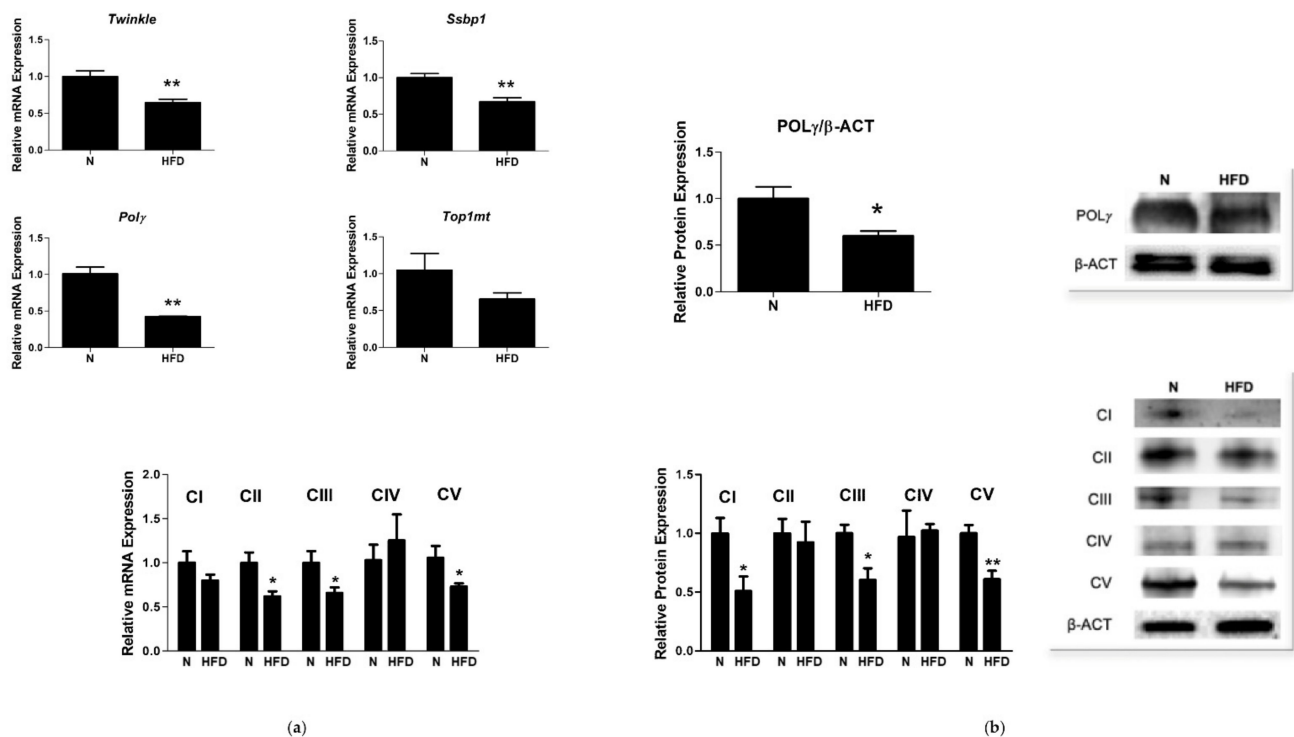 Twinkle
Relative mRNA Expression
1.5
1.0
0.5
0.0
**
N HFD
Ssbp1
Relative mRNA Expression
1.5
1.0
0.5
0.0
**
N HFD
Polγ
Relative mRNA Expression
1.5
1.0
0.5
0.0
**
N HFD
Top1mt
Relative mRNA Expression
1.5
1.0
0.5
0.0
N HFD
Relative mRNA Expression
2.0
1.5
1.0
0.5
0.0
CI CII CIII CIV CV
* * *
N HFD N HFD N HFD N HFD N HFD
(a)
POLγ/β-ACT
Relative Protein Expression
1.5
1.0
0.5
0.0
*
N HFD
N HFD
POLγ
β-ACT
Relative Protein Expression
1.5
1.0
0.5
0.0
CI CII CIII CIV CV
* * **
N HFD N HFD N HFD N HFD N HFD
N HFD
CI
CII
CIII
CIV
CV
β-ACT
(b)